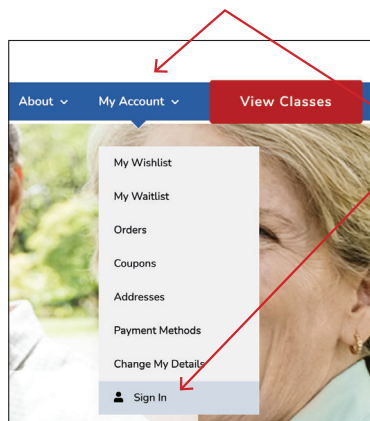 About My Account View Classes
My Wishlist
My Waitlist
Orders
Coupons
Addresses
Payment Methods
Change My Details
Sign In